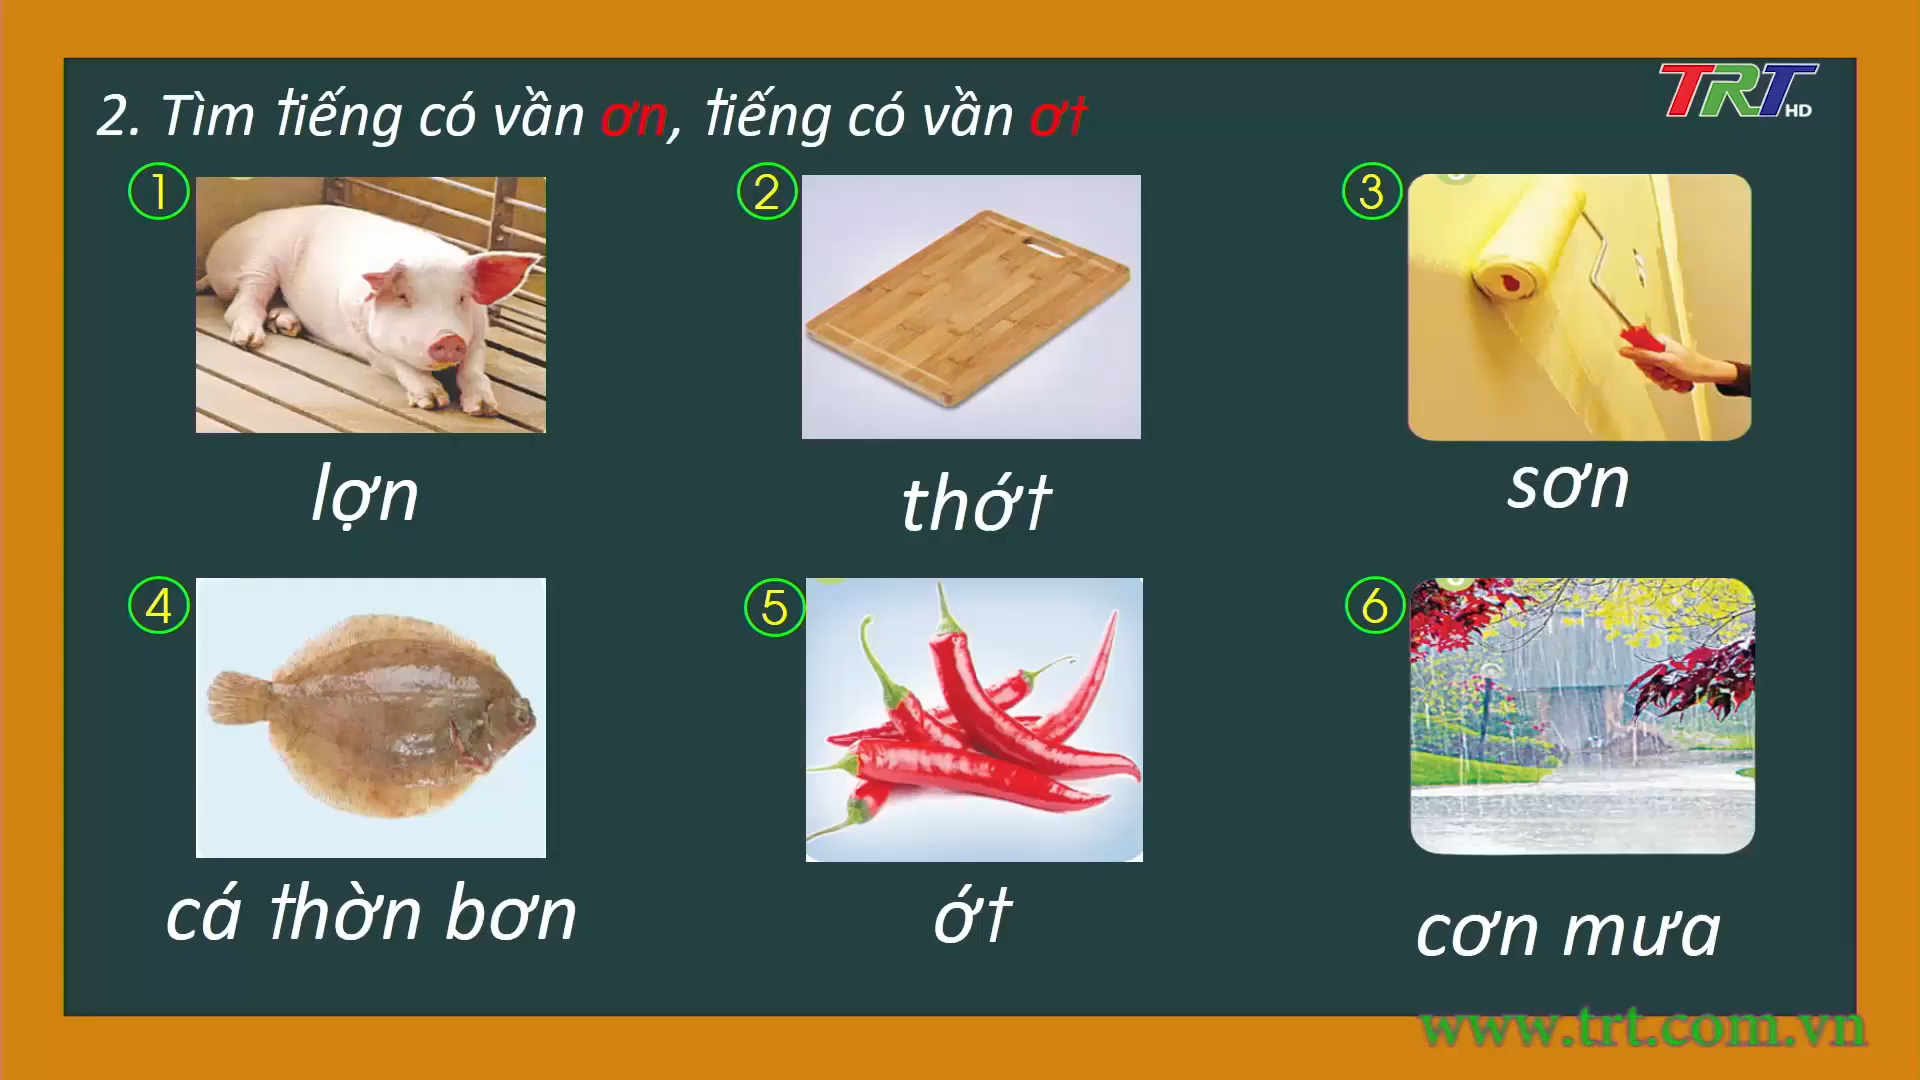 2. Tìm tiếng có vần ơn, tiếng có vần ơt
TRT HD
1
2
3
lợn
thớt
sơn
4
5
6
cá thờn bơn
ớt
cơn mưa
www.trt.com.vn